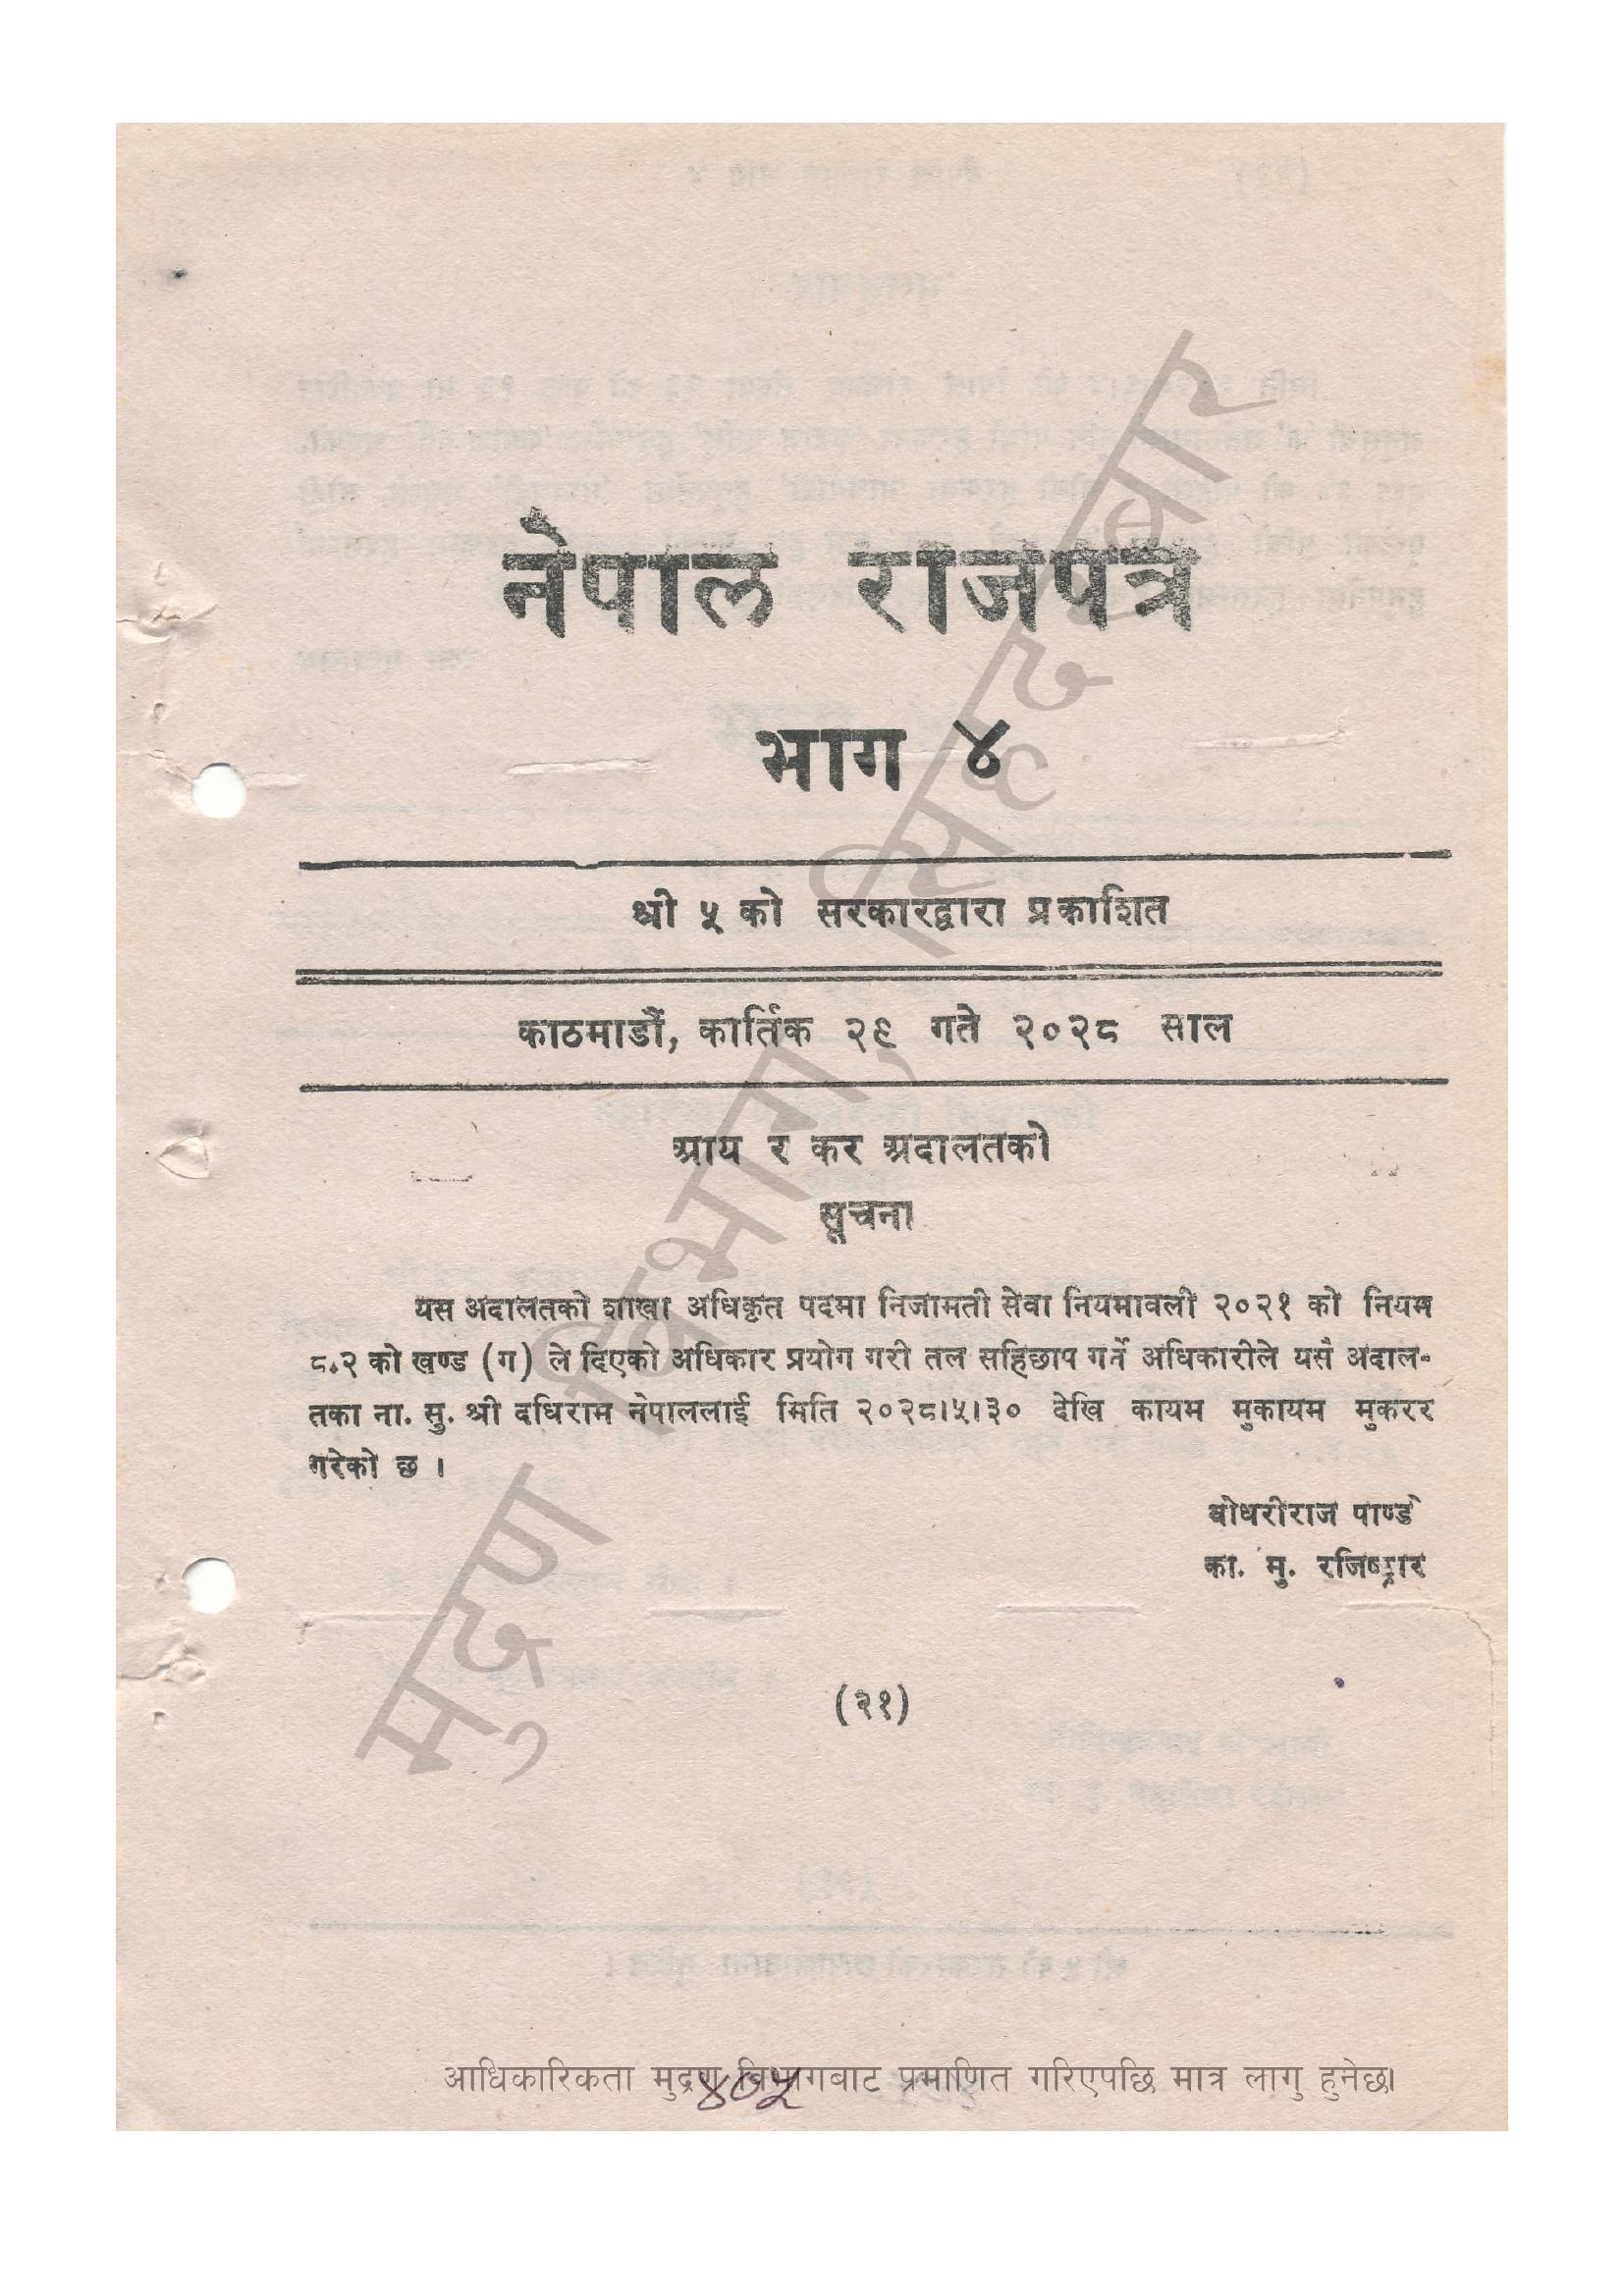 नेपाल राजपत्र
भाग ४
श्री ५ को सरकारद्वारा प्रकाशित
काठमाडौं, कार्तिक २९ गते २०२८ साल
आय र कर अदालतको
सूचना
यस अदालतको शाखा अधिकृत पदमा निजामती सेवा नियमावली २०२१ को नियम
८.२ को खण्ड (ग) ले दिएको अधिकार प्रयोग गरी तल सहिछाप गर्ने अधिकारीले यसै अदाल-
तका ना. सु. श्री दधिराम नेपाललाई मिति २०२८।५।३० देखि कायम मुकायम मुकरर
गरेको छ ।
बोधरीराज पाण्डे
का. मु. रजिष्ट्रार
(२१)
मुद्रण विभाग, सिंहदरबार
आधिकारिकता मुद्रण विभागबाट प्रमाणित गरिएपछि मात्र लागु हुनेछ।
४०५